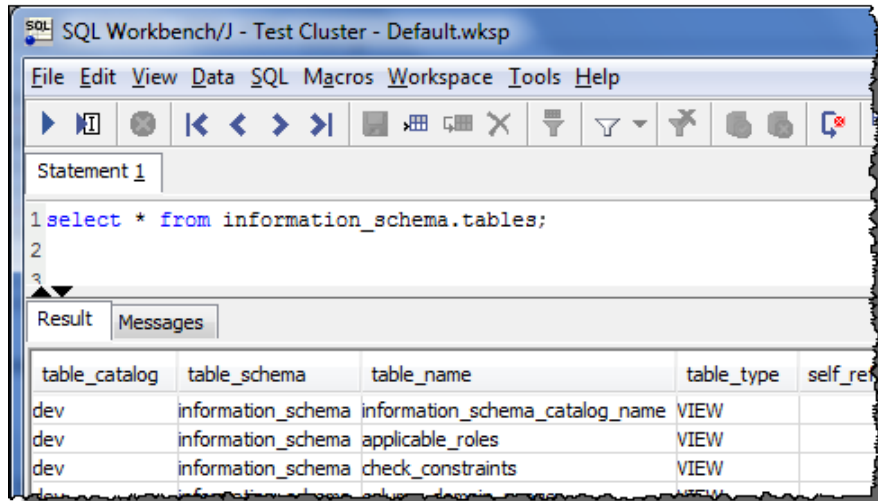 SQL SQL Workbench/J - Test Cluster - Default.wksp
File Edit View Data SQL Macros Workspace Tools Help
Statement 1
1 select * from information_schema.tables;
2
3
Result Messages
table_catalog table_schema table_name table_type self_ref
dev information_schema information_schema_catalog_name VIEW
dev information_schema applicable_roles VIEW
dev information_schema check_constraints VIEW